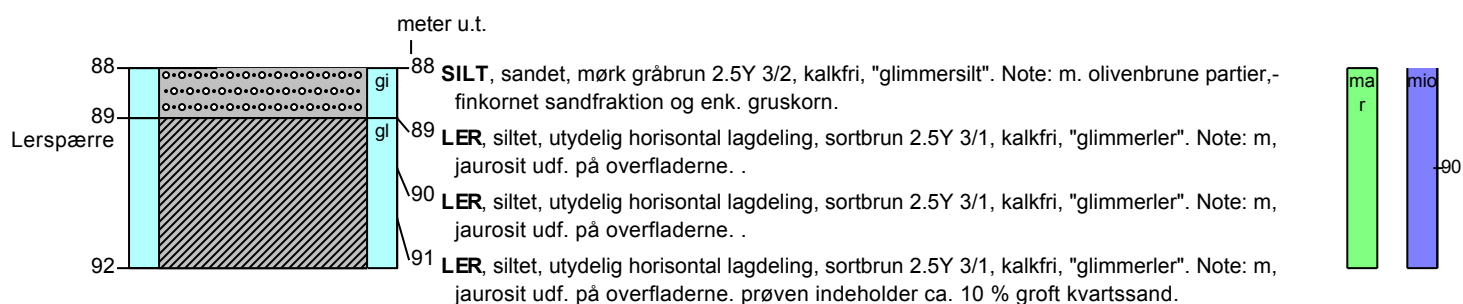 meter u.t.
88 gi 88 SILT, sandet, mørk gråbrun 2.5Y 3/2, kalkfri, "glimmersilt". Note: m. olivenbrune partier,-
finkornet sandfraktion og enk. gruskorn.
ma
r
mio
89
Lerspærre
gl 89 LER, siltet, utydelig horisontal lagdeling, sortbrun 2.5Y 3/1, kalkfri, "glimmerler". Note: m,
jaurosit udf. på overfladerne. .
90 LER, siltet, utydelig horisontal lagdeling, sortbrun 2.5Y 3/1, kalkfri, "glimmerler". Note: m,
jaurosit udf. på overfladerne. .
90
92 91 LER, siltet, utydelig horisontal lagdeling, sortbrun 2.5Y 3/1, kalkfri, "glimmerler". Note: m,
jaurosit udf. på overfladerne. prøven indeholder ca. 10 % groft kvartssand.